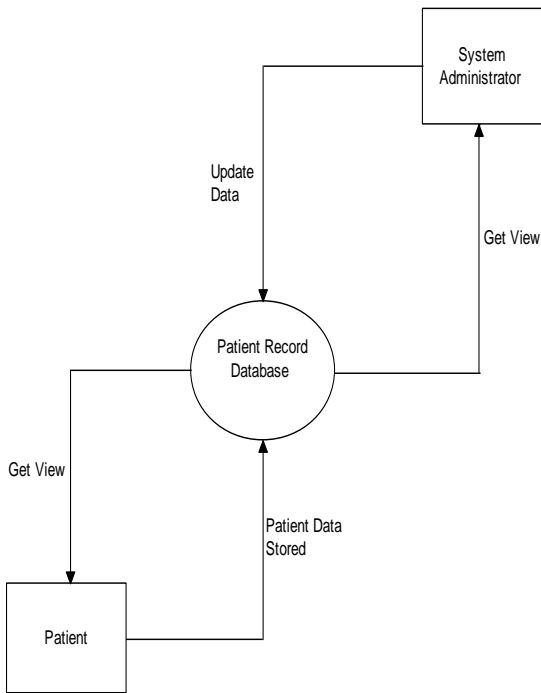 System
Administrator
Update
Data
Get View
Patient Record
Database
Get View
Patient Data
Stored
Patient